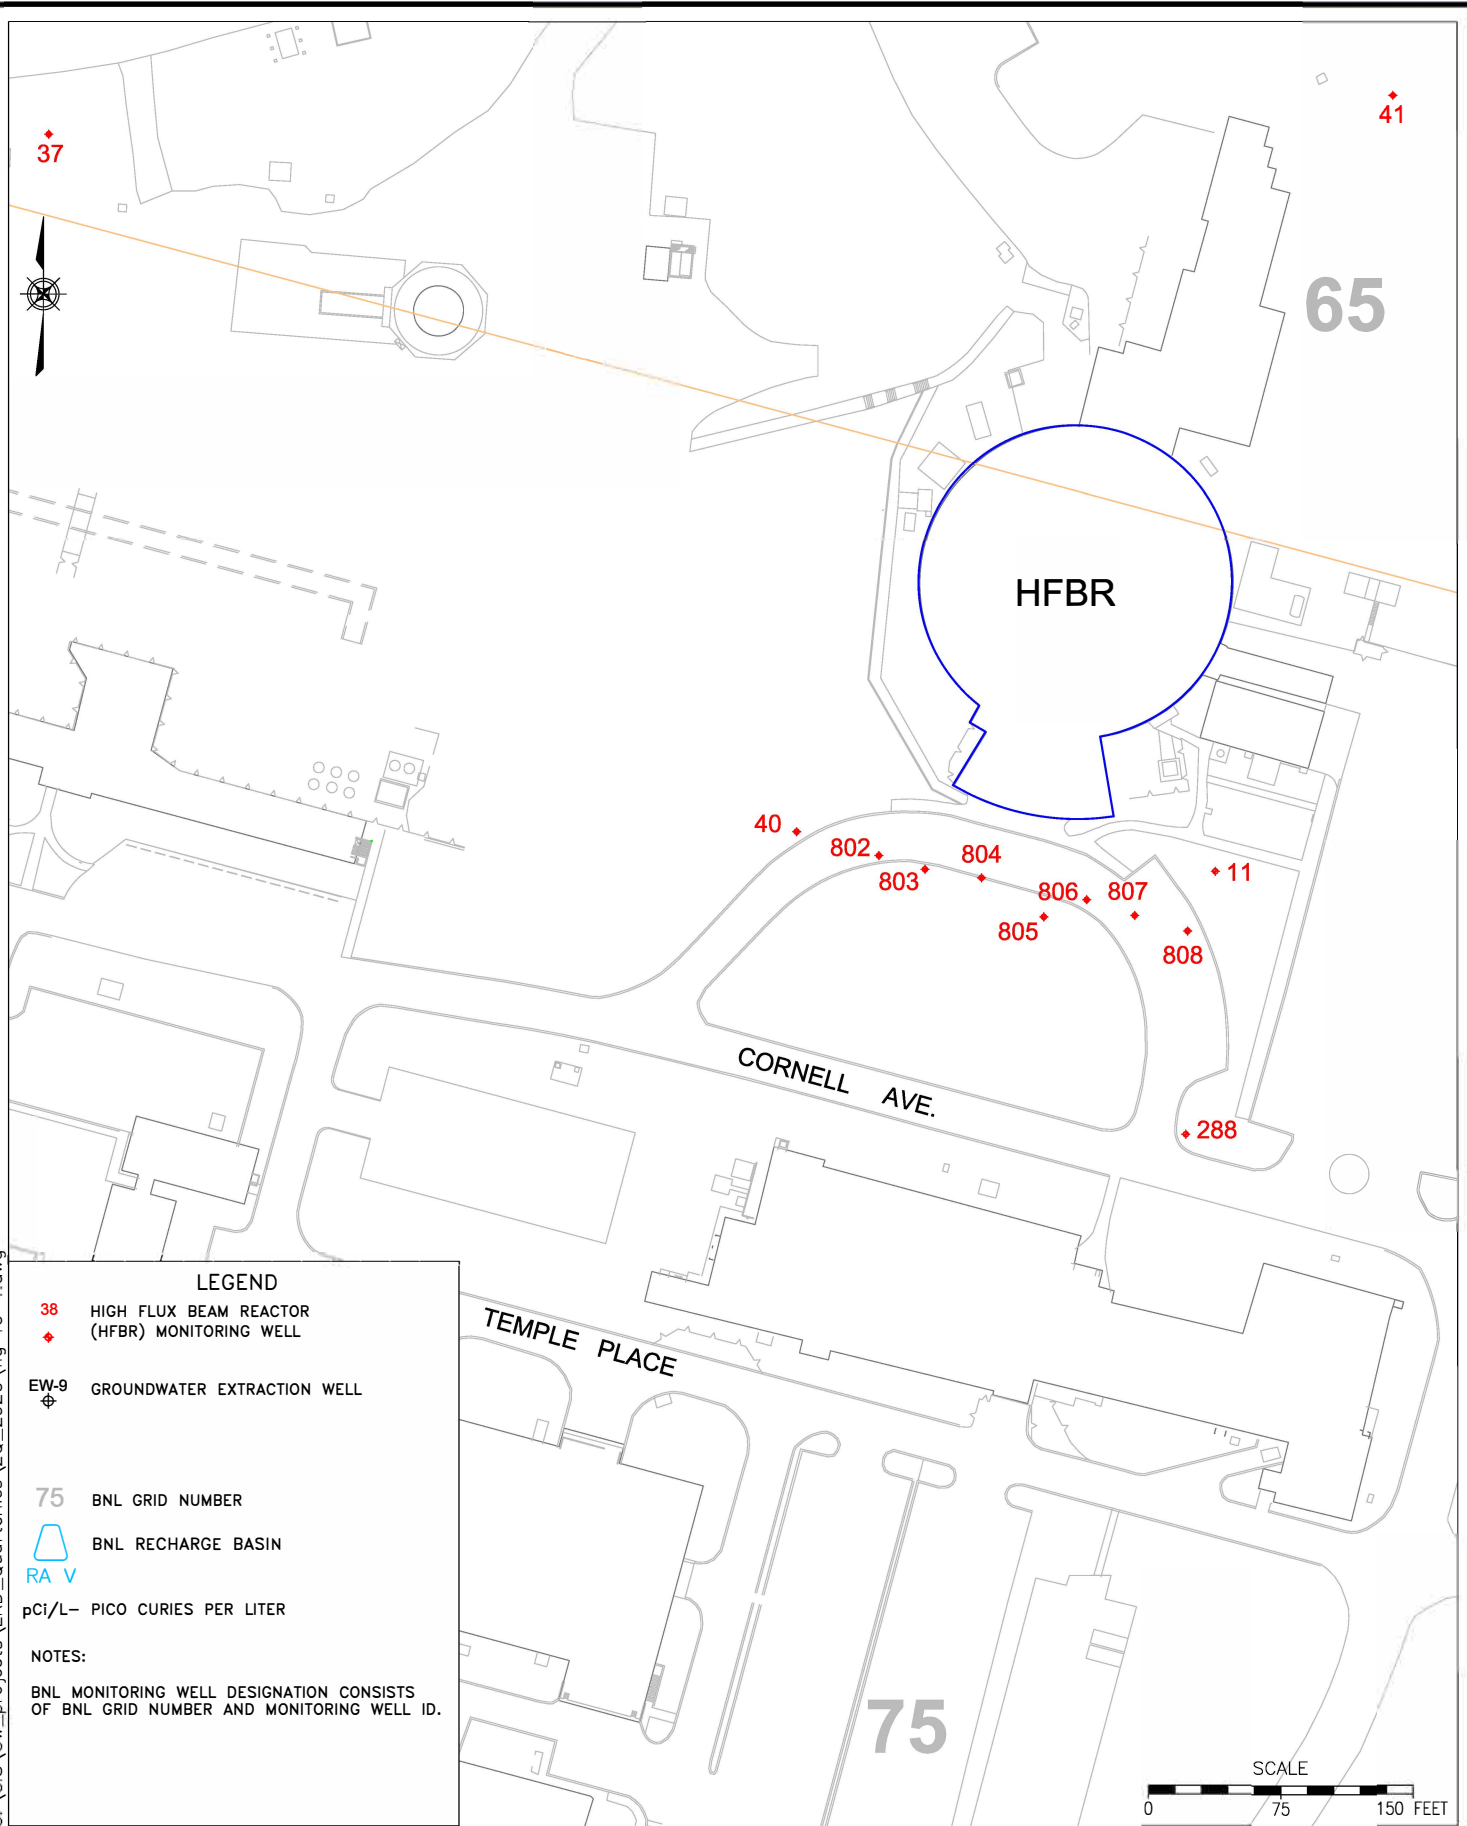 41
37
65
HFBR
40
802
804
803
11
806
807
805
808
CORNELL AVE.
288
LEGEND
38
HIGH FLUX BEAM REACTOR
(HFBR) MONITORING WELL
TEMPLE PLACE
EW-9
GROUNDWATER EXTRACTION WELL
75
BNL GRID NUMBER
BNL RECHARGE BASIN
RA V
pCi/L- PICO CURIES PER LITER
NOTES:
BNL MONITORING WELL DESIGNATION CONSISTS
OF BNL GRID NUMBER AND MONITORING WELL ID.
75
SCALE
0 75 150 FEET